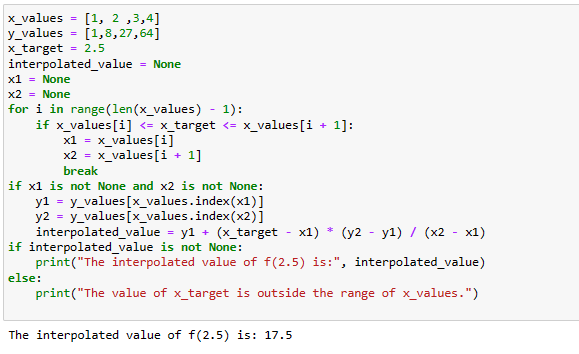 x_values = [1, 2 ,3,4]
y_values = [1,8,27,64]
x_target = 2.5
interpolated_value = None
x1 = None
x2 = None
for i in range(len(x_values) - 1):
    if x_values[i] <= x_target <= x_values[i + 1]:
        x1 = x_values[i]
        x2 = x_values[i + 1]
        break
if x1 is not None and x2 is not None:
    y1 = y_values[x_values.index(x1)]
    y2 = y_values[x_values.index(x2)]
    interpolated_value = y1 + (x_target - x1) * (y2 - y1) / (x2 - x1)
if interpolated_value is not None:
    print("The interpolated value of f(2.5) is:", interpolated_value)
else:
    print("The value of x_target is outside the range of x_values.")
The interpolated value of f(2.5) is: 17.5